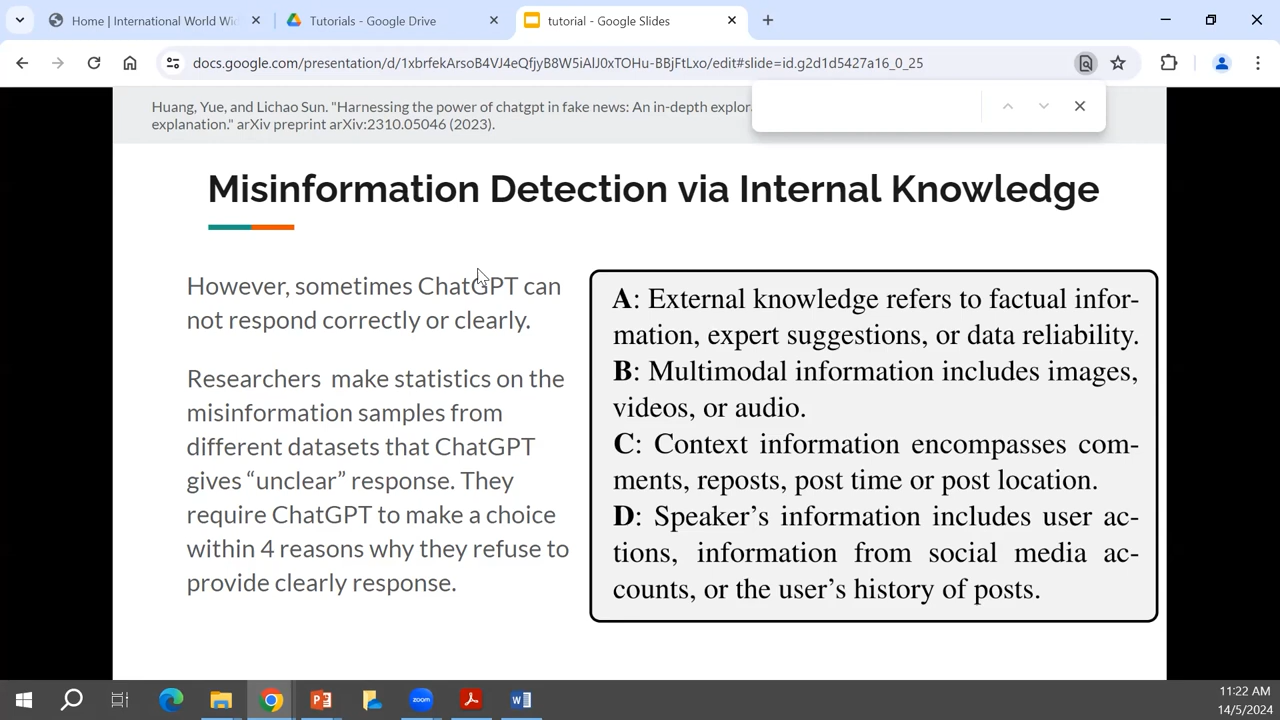 Home | International World Wid
Tutorials - Google Drive
tutorial - Google Slides
docs.google.com/presentation/d/1xbrfekArsoB4VJ4eQfjyB8W5iAlJ0xTOHu-BBjFtLxo/edit#slide=id.g2d1d5427a16_0_25
Huang, Yue, and Lichao Sun. "Harnessing the power of chatgpt in fake news: An in-depth explor
explanation." arXiv preprint arXiv:2310.05046 (2023).
Misinformation Detection via Internal Knowledge
However, sometimes ChatGPT can
not respond correctly or clearly.
Researchers make statistics on the
misinformation samples from
different datasets that ChatGPT
gives “unclear” response. They
require ChatGPT to make a choice
within 4 reasons why they refuse to
provide clearly response.
A: External knowledge refers to factual infor-
mation, expert suggestions, or data reliability.
B: Multimodal information includes images,
videos, or audio.
C: Context information encompasses com-
ments, reposts, post time or post location.
D: Speaker’s information includes user ac-
tions, information from social media ac-
counts, or the user’s history of posts.
zoom
11:22 AM
14/5/2024